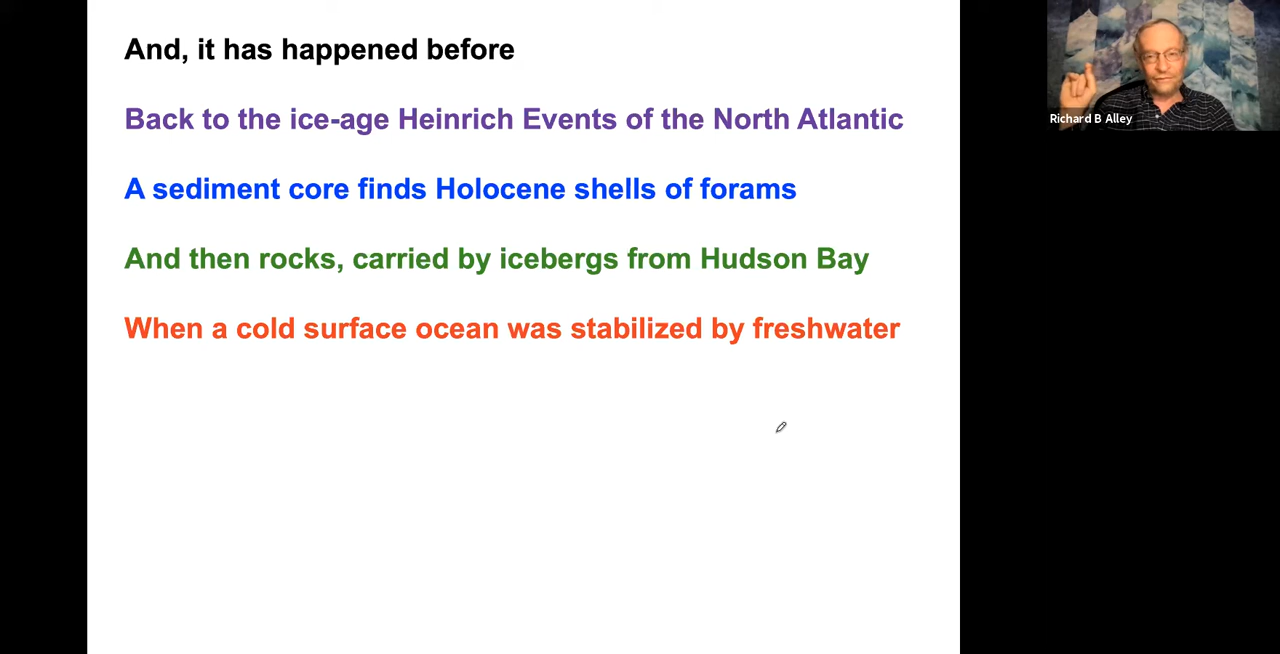 And, it has happened before
Back to the ice-age Heinrich Events of the North Atlantic
A sediment core finds Holocene shells of forams
And then rocks, carried by icebergs from Hudson Bay
When a cold surface ocean was stabilized by freshwater
Richard B Alley